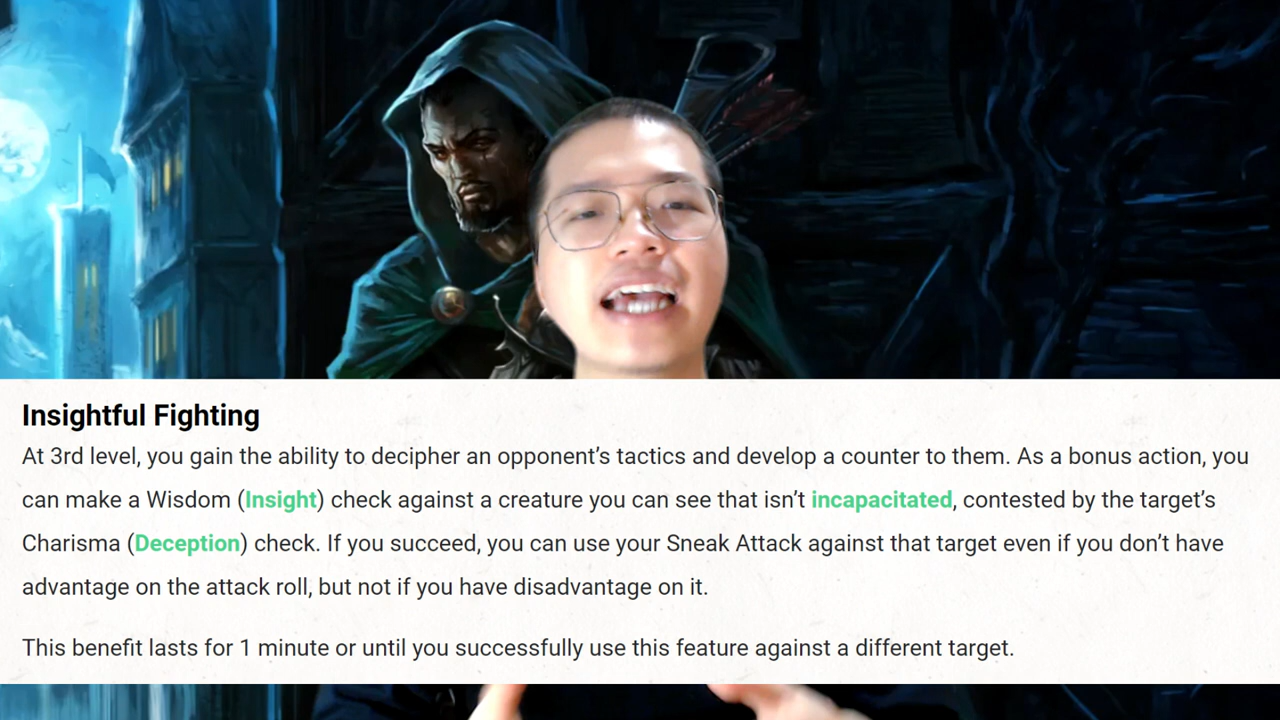 Insightful Fighting
At 3rd level, you gain the ability to decipher an opponent’s tactics and develop a counter to them. As a bonus action, you
can make a Wisdom (Insight) check against a creature you can see that isn’t incapacitated, contested by the target’s
Charisma (Deception) check. If you succeed, you can use your Sneak Attack against that target even if you don’t have
advantage on the attack roll, but not if you have disadvantage on it.
This benefit lasts for 1 minute or until you successfully use this feature against a different target.